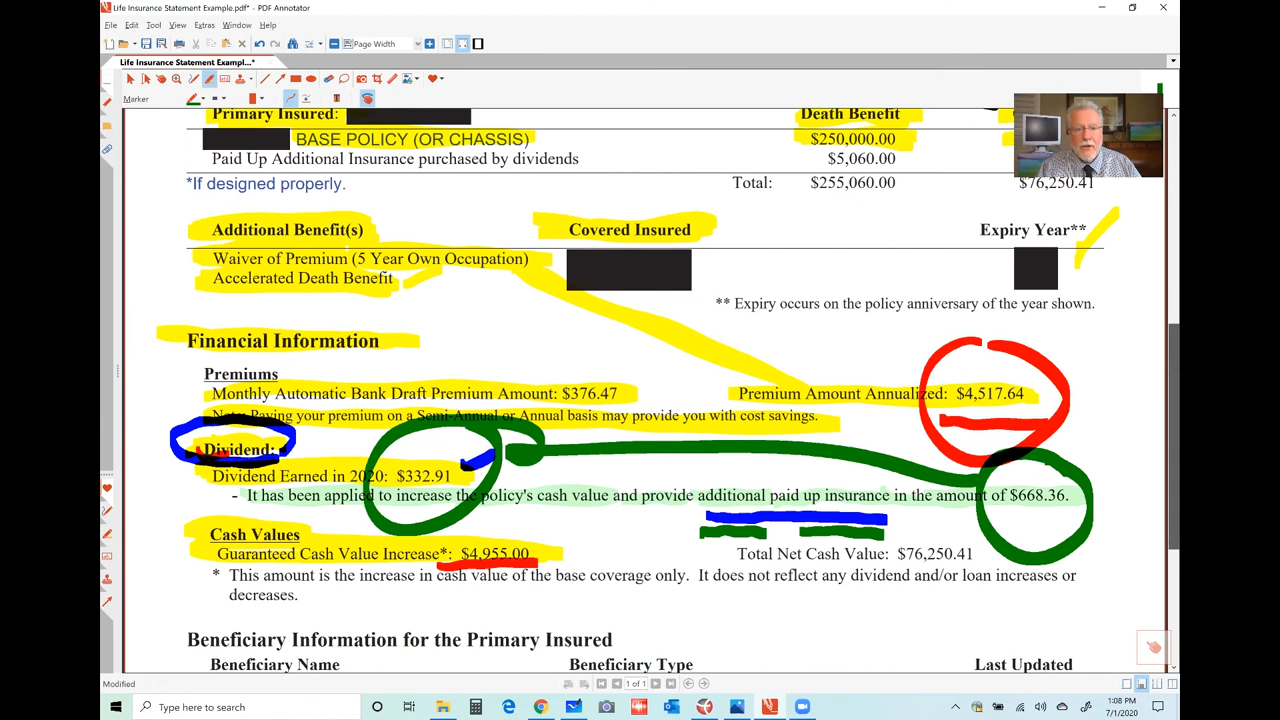 Life Insurance Statement Example.pdf* - PDF Annotator
File Edit Tool View Extras Window Help
Page Width
Life Insurance Statement Exampl...*
Marker
Primary Insured: Death Benefit
BASE POLICY (OR CHASSIS) $250,000.00
Paid Up Additional Insurance purchased by dividends $5,060.00
*If designed properly. Total: $255,060.00 $76,250.41
Additional Benefit(s) Covered Insured Expiry Year**
Waiver of Premium (5 Year Own Occupation)
Accelerated Death Benefit
** Expiry occurs on the policy anniversary of the year shown.
Financial Information
Premiums
Monthly Automatic Bank Draft Premium Amount: $376.47 Premium Amount Annualized: $4,517.64
Note: Paying your premium on a Semi-Annual or Annual basis may provide you with cost savings.
Dividend:
Dividend Earned in 2020: $332.91
- It has been applied to increase the policy's cash value and provide additional paid up insurance in the amount of $668.36.
Cash Values
Guaranteed Cash Value Increase*: $4,955.00 Total Net Cash Value: $76,250.41
* This amount is the increase in cash value of the base coverage only. It does not reflect any dividend and/or loan increases or
decreases.
Beneficiary Information for the Primary Insured
Beneficiary Name Beneficiary Type Last Updated
Modified 1 of 1
Type here to search
1:08 PM
7/1/2020